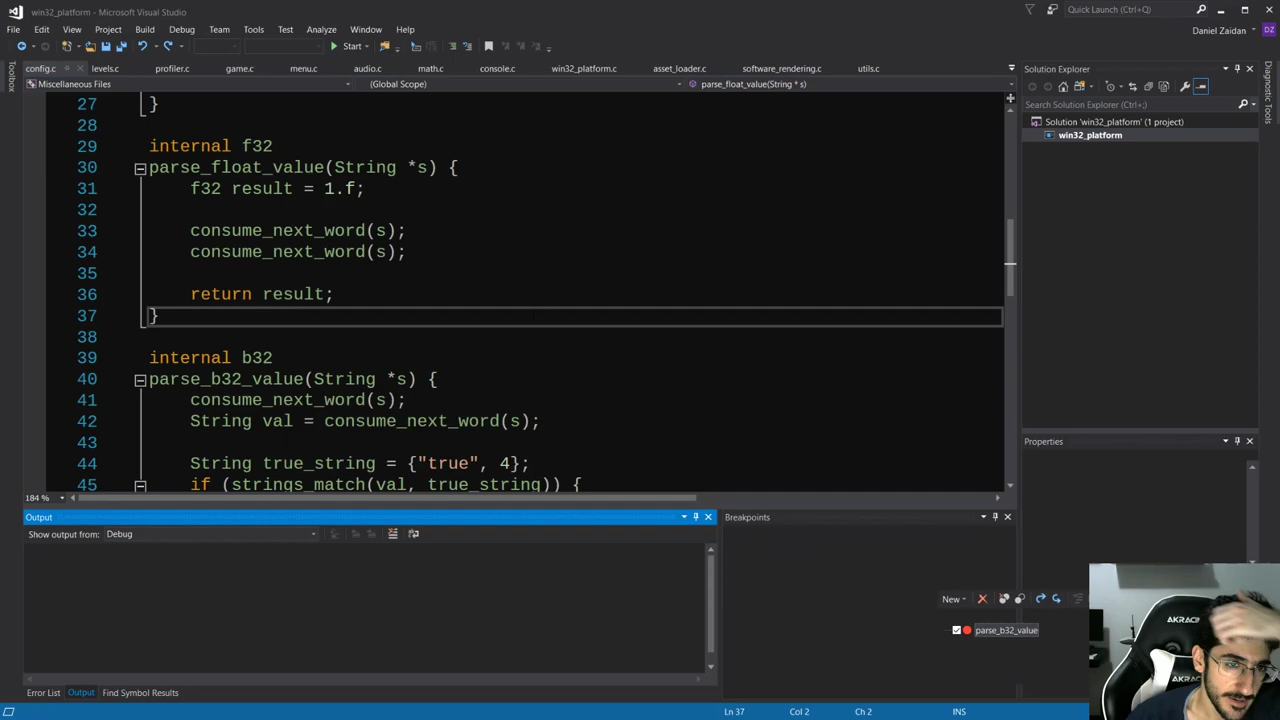 win32_platform - Microsoft Visual Studio
Quick Launch (Ctrl+Q)
File Edit View Project Build Debug Team Tools Test Analyze Window Help
Daniel Zaidan DZ
Start
config.c levels.c profiler.c game.c menu.c audio.c math.c console.c win32_platform.c asset_loader.c software_rendering.c utils.c
Miscellaneous Files (Global Scope) parse_float_value(String * s)
Toolbox
27 }
28
29 internal f32
30 parse_float_value(String *s) {
31 f32 result = 1.f;
32
33 consume_next_word(s);
34 consume_next_word(s);
35
36 return result;
37 }
38
39 internal b32
40 parse_b32_value(String *s) {
41 consume_next_word(s);
42 String val = consume_next_word(s);
43
44 String true_string = {"true", 4};
45 if (strings_match(val, true_string)) {
184 %
Solution Explorer
Search Solution Explorer (Ctrl+;)
Solution 'win32_platform' (1 project)
win32_platform
Diagnostic Tools
Properties
Output
Show output from: Debug
Breakpoints
New
parse_b32_value
Error List Output Find Symbol Results
Ln 37 Col 2 Ch 2 INS
AKRACING
AKRACING